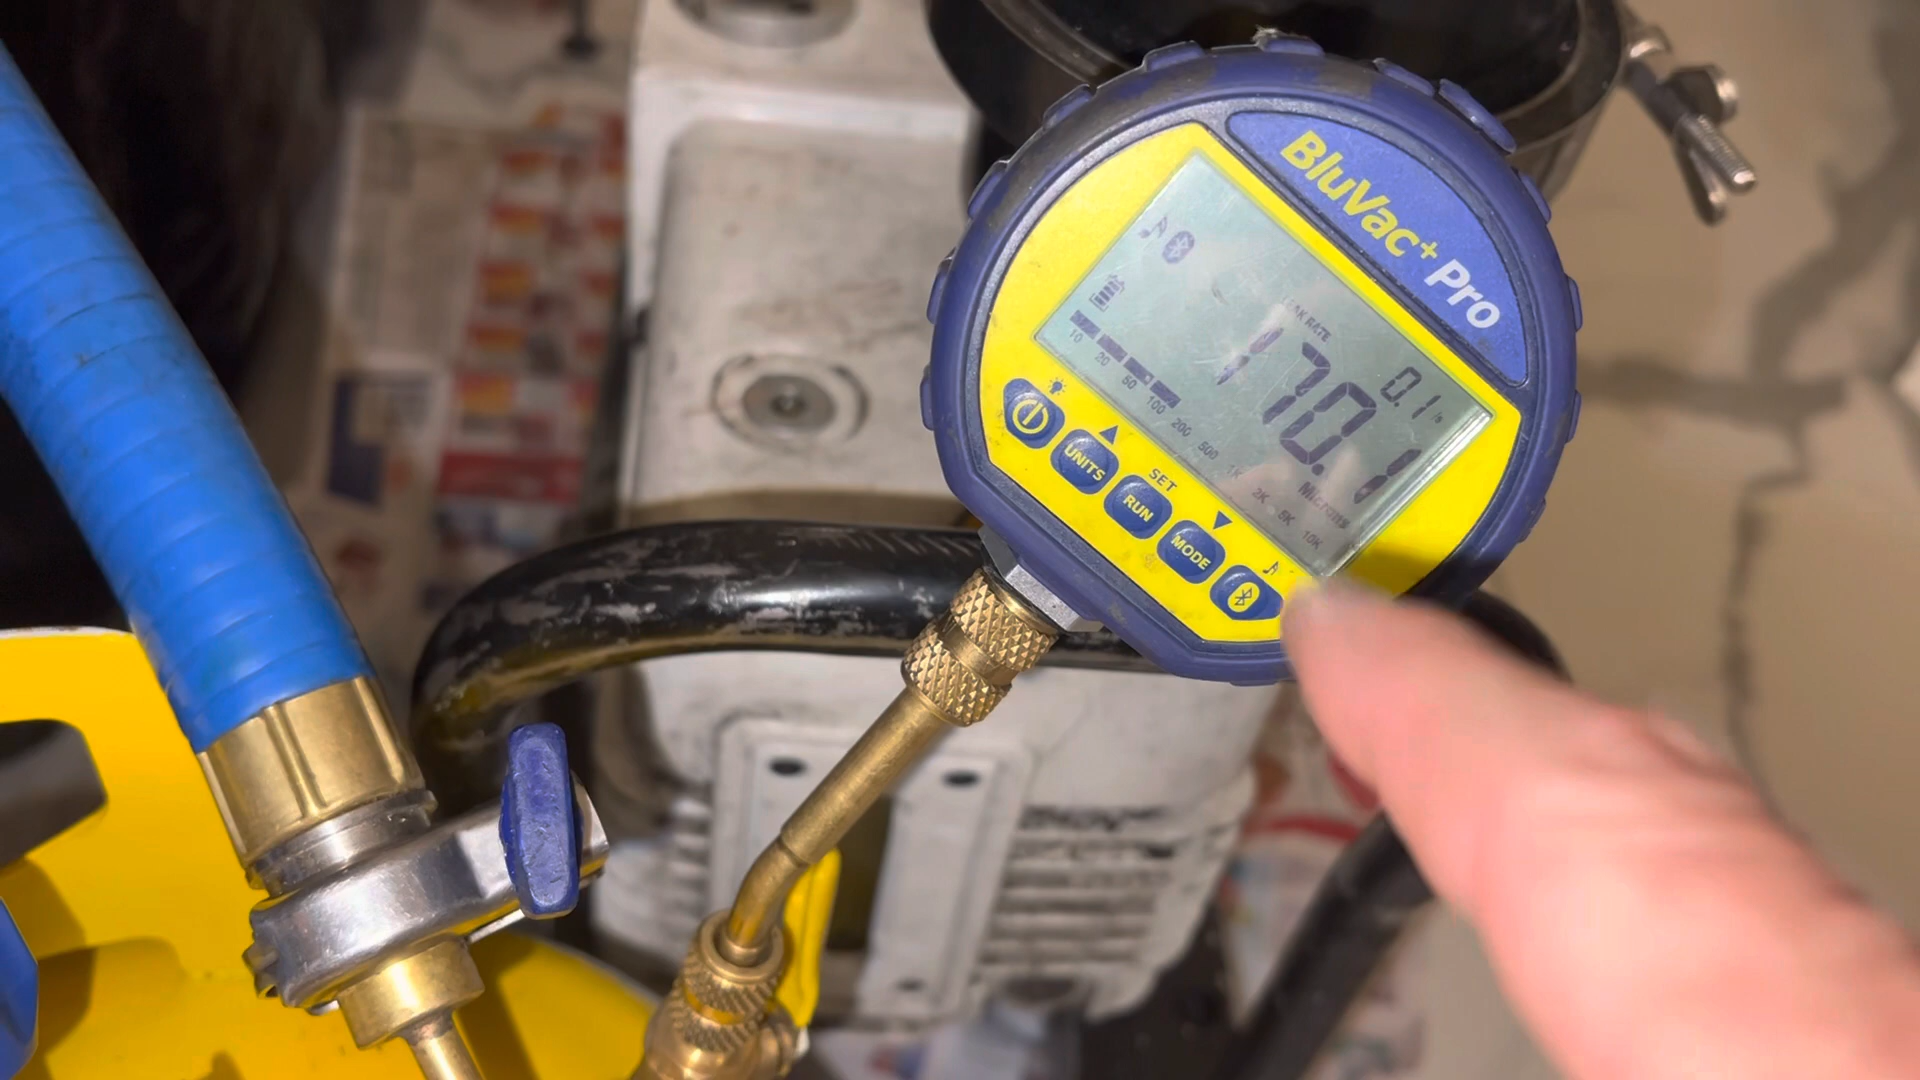 BluVac+ Pro
LEAK RATE
0.1/s
170.1
Microns
10 20 50 100 200 500 1K 2K 5K 10K
UNITS
SET
RUN
MODE